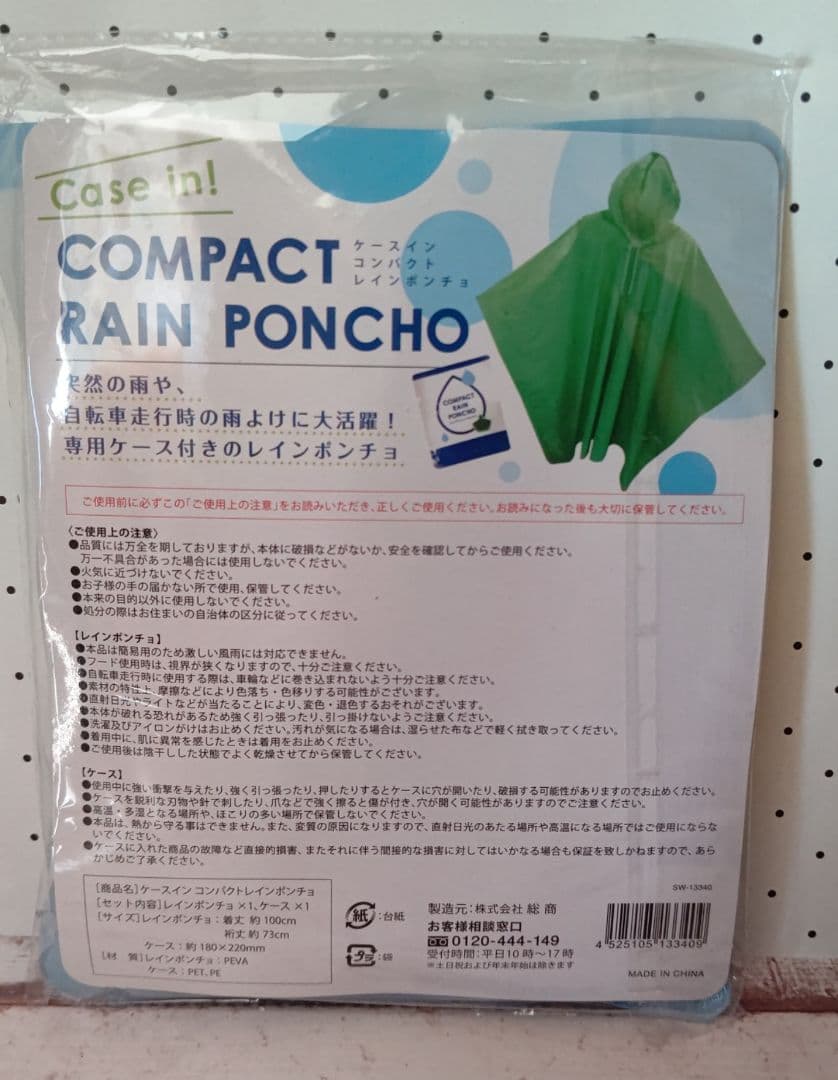 Case in!
COMPACT
RAIN PONCHO
ケースイン
コンパクト
レインポンチョ
突然の雨や、
自転車走行時の雨よけに大活躍！
専用ケース付きのレインポンチョ
COMPACT
RAIN
PONCHO
ご使用前に必ずこの「ご使用上の注意」をお読みいただき、正しくご使用ください。お読みになった後も大切に保管してください。
〈ご使用上の注意〉
●品質には万全を期しておりますが、本体に破損などがないか、安全を確認してからご使用ください。
万一不具合があった場合には使用しないでください。
●火気に近づけないでください。
●お子様の手の届かない所で使用、保管してください。
●本来の目的以外に使用しないでください。
●処分の際はお住まいの自治体の区分に従ってください。
【レインポンチョ】
●本品は簡易用のため激しい風雨には対応できません。
●フード使用時は、視界が狭くなりますので、十分ご注意ください。
●自転車走行時に使用する際は、車輪などに巻き込まれないよう十分ご注意ください。
●素材の特性上、摩擦などにより色落ち・色移りする可能性がございます。
●直射日光やライトなどが当たることにより、変色・退色するおそれがございます。
●本体が破れる恐れがあるため強く引っ張ったり、引っ掛けないようご注意ください。
●洗濯及びアイロンがけはお止めください。汚れが気になる場合は、湿らせた布などで軽く拭き取ってください。
●着用中に、肌に異常を感じたときは着用をお止めください。
●ご使用後は陰干しした状態でよく乾燥させてから保管してください。
【ケース】
●使用中に強い衝撃を与えたり、強く引っ張ったり、押したりするとケースに穴が開いたり、破損する可能性がありますのでお止めください。
●ケースを鋭利な刃物や針で刺したり、爪などで強く擦ると傷が付き、穴が開く可能性がありますのでご注意ください。
●高温・多湿となる場所や、ほこりの多い場所で保管しないでください。
●本品は、熱から守る事はできません。また、変質の原因になりますので、直射日光のあたる場所や高温になる場所ではご使用にならな
いでください。
●ケースに入れた商品の故障など直接的損害、またそれに伴う間接的な損害に対してはいかなる場合も保証を致しかねますので、あら
かじめご了承ください。
［商品名］ケースイン コンパクトレインポンチョ
［セット内容］レインポンチョ×1、ケース×1
［サイズ］レインポンチョ：着丈 約100cm
裄丈 約73cm
ケース：約180×220mm
［材　質］レインポンチョ：PEVA
ケース：PET、PE
紙：台紙
プラ：袋
製造元：株式会社 総商
お客様相談窓口
0120-444-149
受付時間：平日10時〜17時
※土日祝および年末年始は除きます
SW-13340
4 525105 133409
MADE IN CHINA